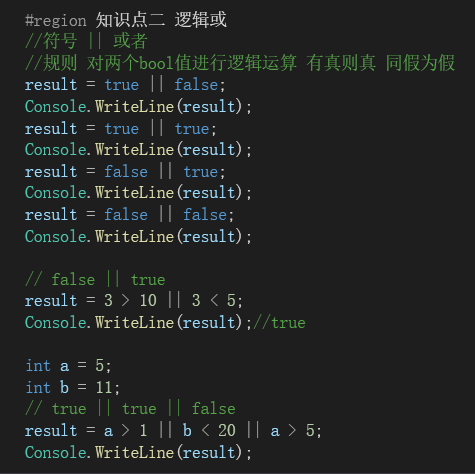 #region 知识点二 逻辑或
//符号 || 或者
//规则 对两个bool值进行逻辑运算 有真则真 同假为假
result = true || false;
Console.WriteLine(result);
result = true || true;
Console.WriteLine(result);
result = false || true;
Console.WriteLine(result);
result = false || false;
Console.WriteLine(result);
// false || true
result = 3 > 10 || 3 < 5;
Console.WriteLine(result);//true
int a = 5;
int b = 11;
// true || true || false
result = a > 1 || b < 20 || a > 5;
Console.WriteLine(result);